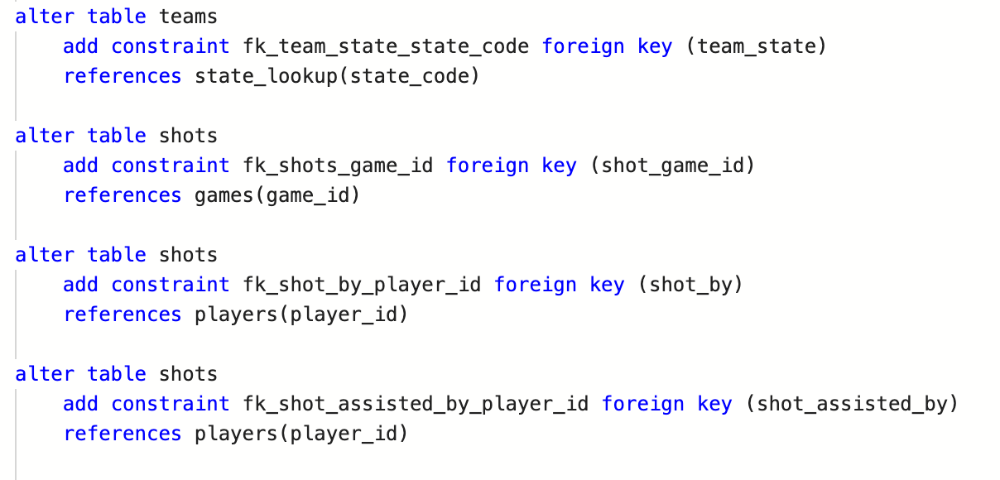 alter table teams
    add constraint fk_team_state_state_code foreign key (team_state)
    references state_lookup(state_code)

alter table shots
    add constraint fk_shots_game_id foreign key (shot_game_id)
    references games(game_id)

alter table shots
    add constraint fk_shot_by_player_id foreign key (shot_by)
    references players(player_id)

alter table shots
    add constraint fk_shot_assisted_by_player_id foreign key (shot_assisted_by)
    references players(player_id)